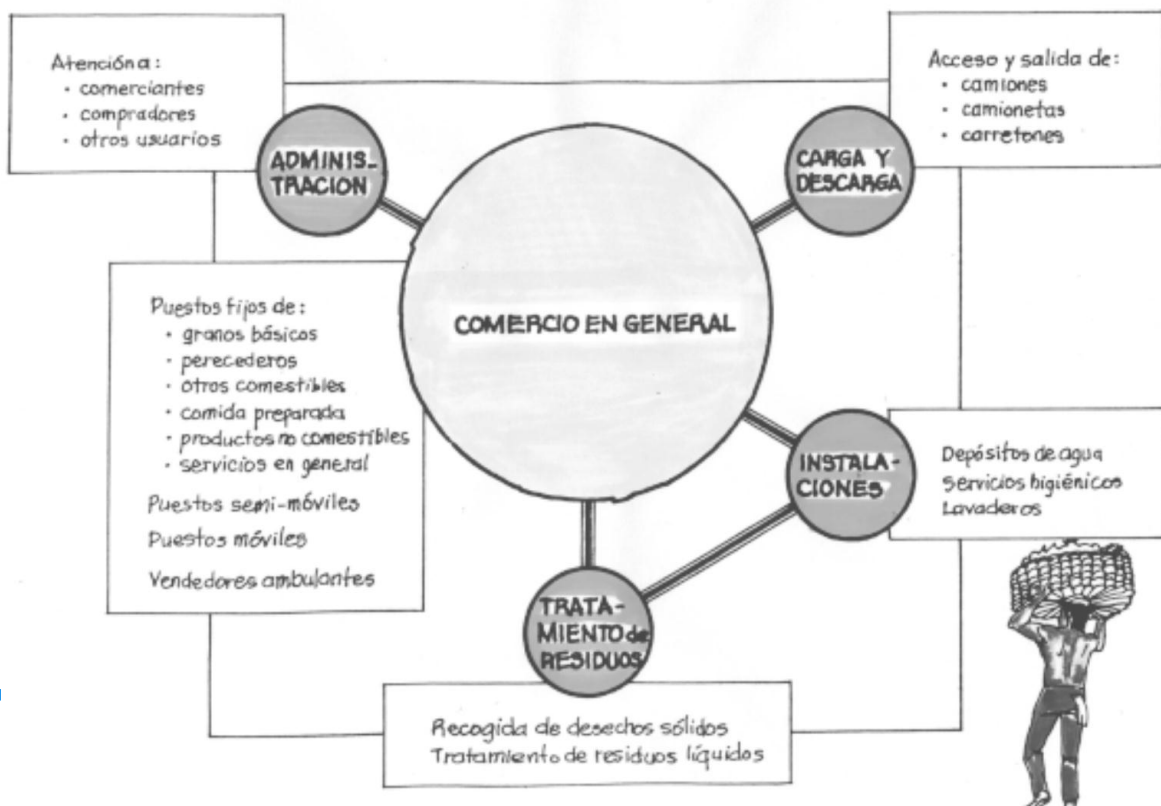 Atención a:
· comerciantes
· compradores
· otros usuarios
ADMINIS-
TRACION
Acceso y salida de:
· camiones
· camionetas
· carretones
CARGA Y
DESCARGA
COMERCIO EN GENERAL
Puestos fijos de:
· granos básicos
· perecederos
· otros comestibles
· comida preparada
· productos no comestibles
· servicios en general
Puestos semi-móviles
Puestos móviles
Vendedores ambulantes
INSTALA-
CIONES
Depósitos de agua
Servicios higiénicos
Lavaderos
TRATA-
MIENTO de
RESIDUOS
Recogida de desechos sólidos
Tratamiento de residuos líquidos